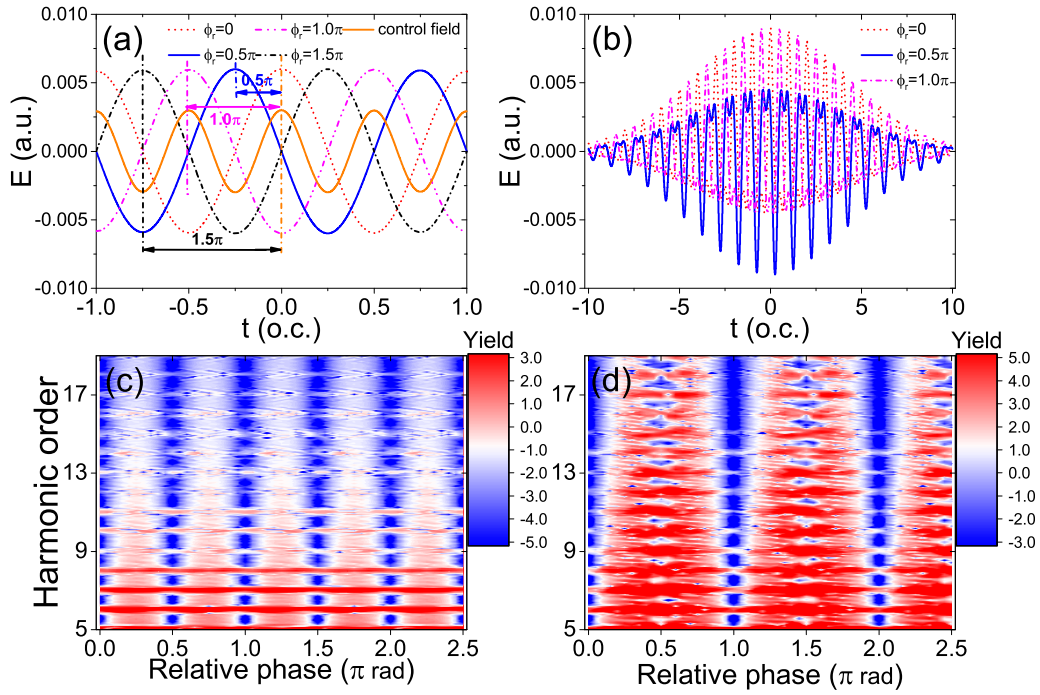 (a)
ϕr=0
ϕr=1.0π
control field
ϕr=0.5π
ϕr=1.5π
0.5π
1.0π
1.5π
0.010
0.005
0.000
-0.005
-0.010
E (a.u.)
-1.0 -0.5 0.0 0.5 1.0
t (o.c.)
(b)
ϕr=0
ϕr=0.5π
ϕr=1.0π
0.010
0.005
0.000
-0.005
-0.010
E (a.u.)
-10 -5 0 5 10
t (o.c.)
(c)
17
13
9
5
Harmonic order
0.0 0.5 1.0 1.5 2.0 2.5
Relative phase (π rad)
Yield
3.0
2.0
1.0
0.0
-1.0
-2.0
-3.0
-4.0
-5.0
(d)
17
13
9
5
0.0 0.5 1.0 1.5 2.0 2.5
Relative phase (π rad)
Yield
5.0
4.0
3.0
2.0
1.0
0.0
-1.0
-2.0
-3.0